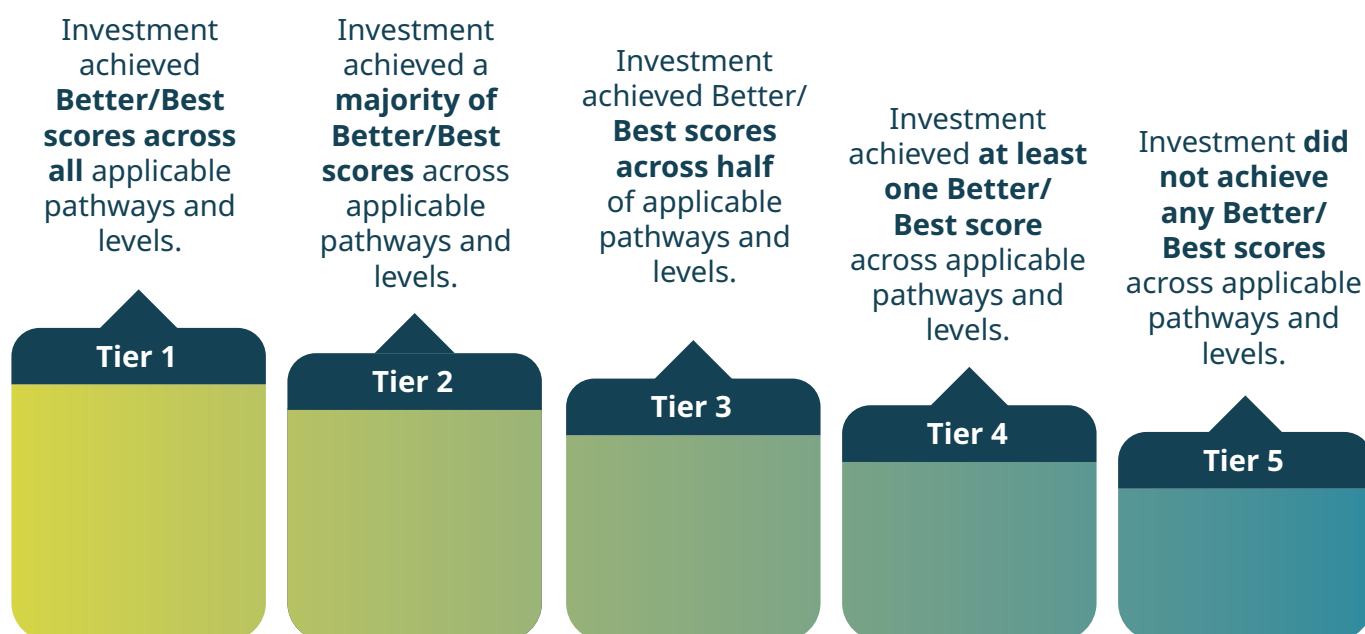 Investment
achieved
Better/Best
scores across
all applicable
pathways and
levels.
Tier 1
Investment
achieved a
majority of
Better/Best
scores across
applicable
pathways and
levels.
Tier 2
Investment
achieved Better/
Best scores
across half
of applicable
pathways and
levels.
Tier 3
Investment
achieved at least
one Better/
Best score
across applicable
pathways and
levels.
Tier 4
Investment did
not achieve
any Better/
Best scores
across applicable
pathways and
levels.
Tier 5